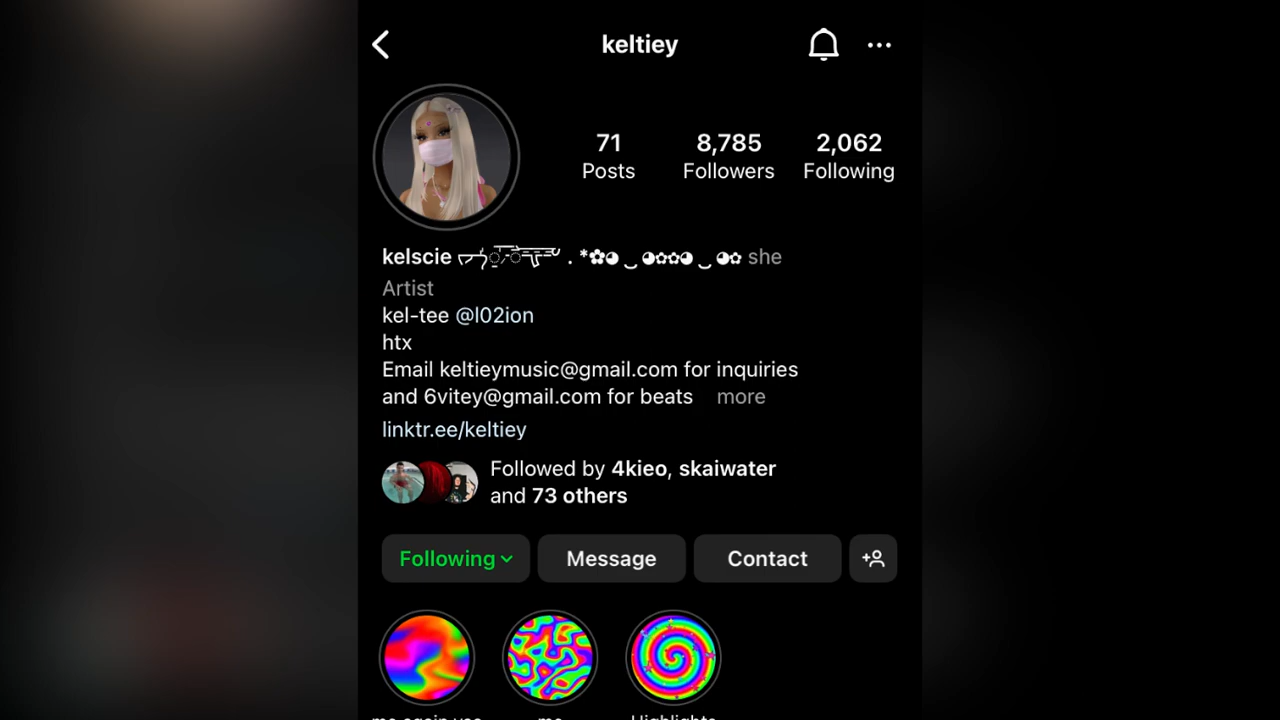 keltiey
71 8,785 2,062
Posts Followers Following
kelscie . *✿◕ ‿ ◕✿✿◕ ‿ ◕✿ she
Artist
kel-tee @l02ion
htx
Email keltieymusic@gmail.com for inquiries
and 6vitey@gmail.com for beats more
linktr.ee/keltiey
Followed by 4kieo, skaiwater
and 73 others
Following Message Contact
Highlights